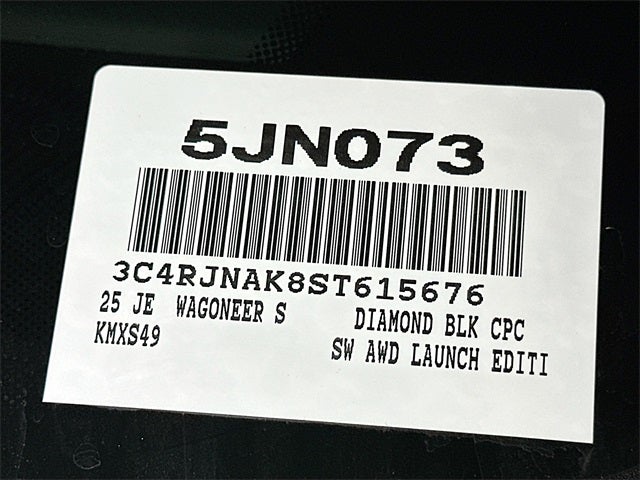 5JN073
3C4RJNAK8ST615676
25 JE WAGONEER S DIAMOND BLK CPC
KMXS49 SW AWD LAUNCH EDITI